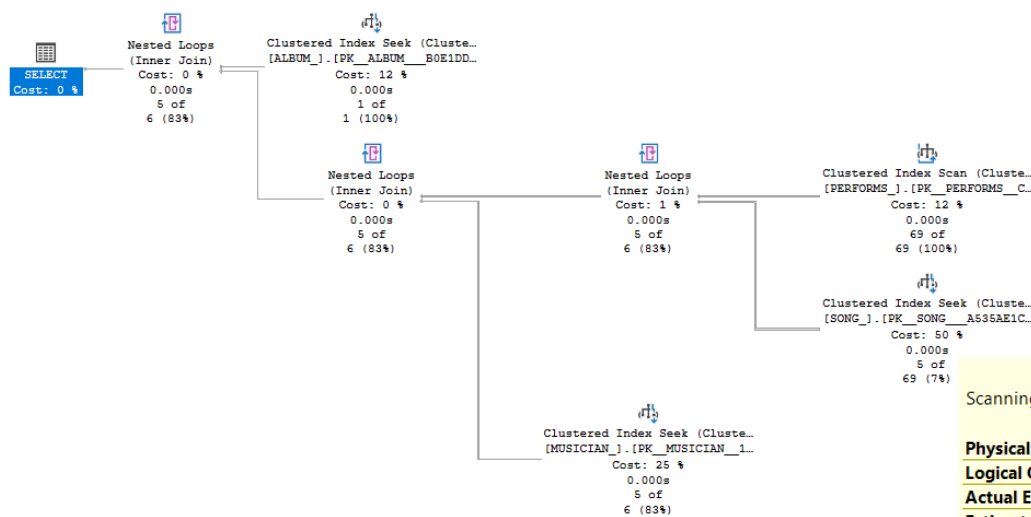 SELECT
Cost: 0 %
Nested Loops
(Inner Join)
Cost: 0 %
0.000s
5 of
6 (83%)
Clustered Index Seek (Cluste…
[ALBUM_].[PK__ALBUM___B0E1DD…
Cost: 12 %
0.000s
1 of
1 (100%)
Nested Loops
(Inner Join)
Cost: 0 %
0.000s
5 of
6 (83%)
Nested Loops
(Inner Join)
Cost: 1 %
0.000s
5 of
6 (83%)
Clustered Index Scan (Cluste…
[PERFORMS_].[PK__PERFORMS__C…
Cost: 12 %
0.000s
69 of
69 (100%)
Clustered Index Seek (Cluste…
[SONG_].[PK__SONG___A535AE1C…
Cost: 50 %
0.000s
5 of
69 (7%)
Clustered Index Seek (Cluste…
[MUSICIAN_].[PK__MUSICIAN__1…
Cost: 25 %
0.000s
5 of
6 (83%)
Scanning
Physical
Logical
Actual E